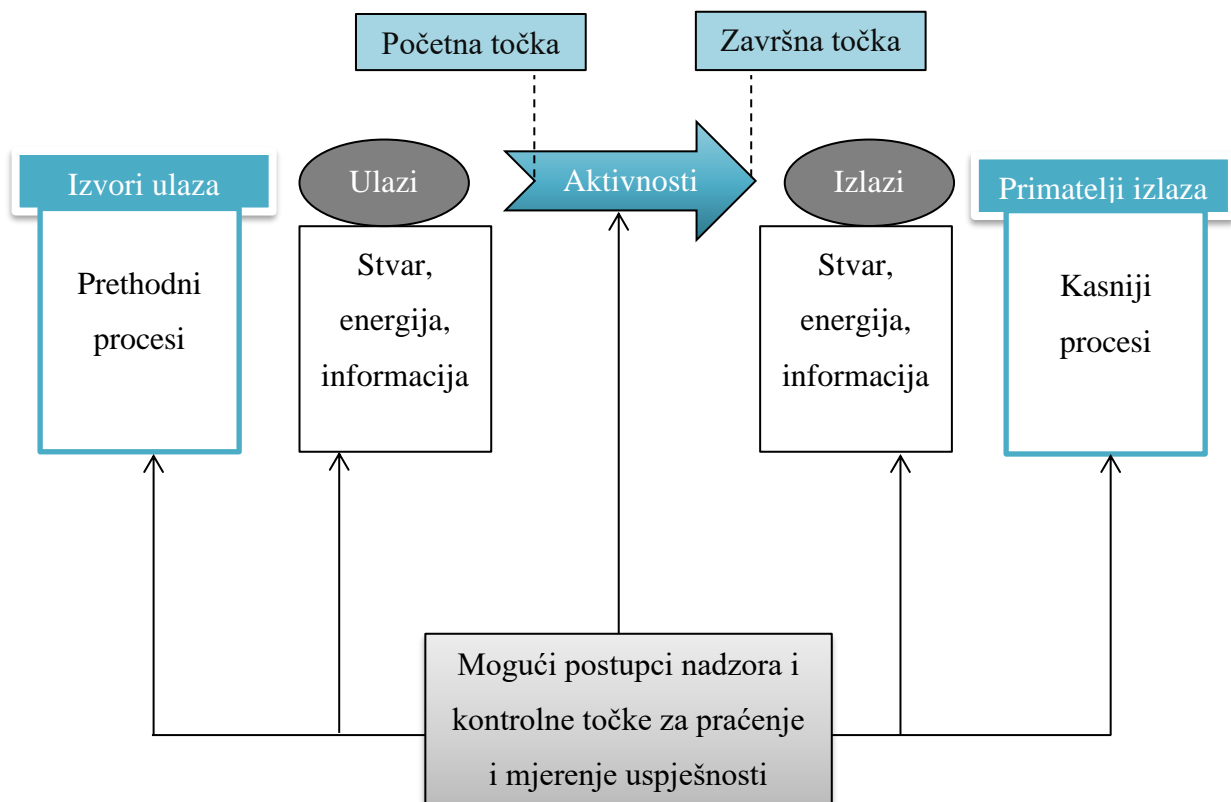 Početna točka
Završna točka
Izvori ulaza
Ulazi
Aktivnosti
Izlazi
Primatelji izlaza
Prethodni
procesi
Stvar,
energija,
informacija
Stvar,
energija,
informacija
Kasniji
procesi
Mogući postupci nadzora i
kontrolne točke za praćenje
i mjerenje uspješnosti